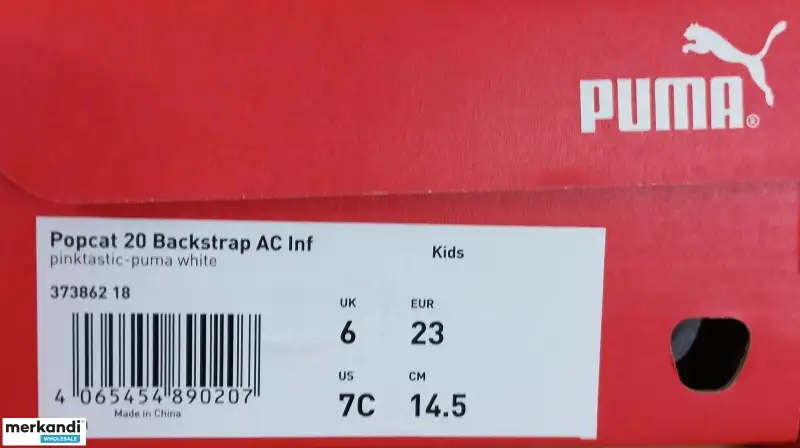 PUMA®
Popcat 20 Backstrap AC Inf
pinktastic-puma white
Kids
373862 18
UK EUR
6 23
US CM
7C 14.5
4 065454 890207
Made in China
merkandi
WHOLESALE